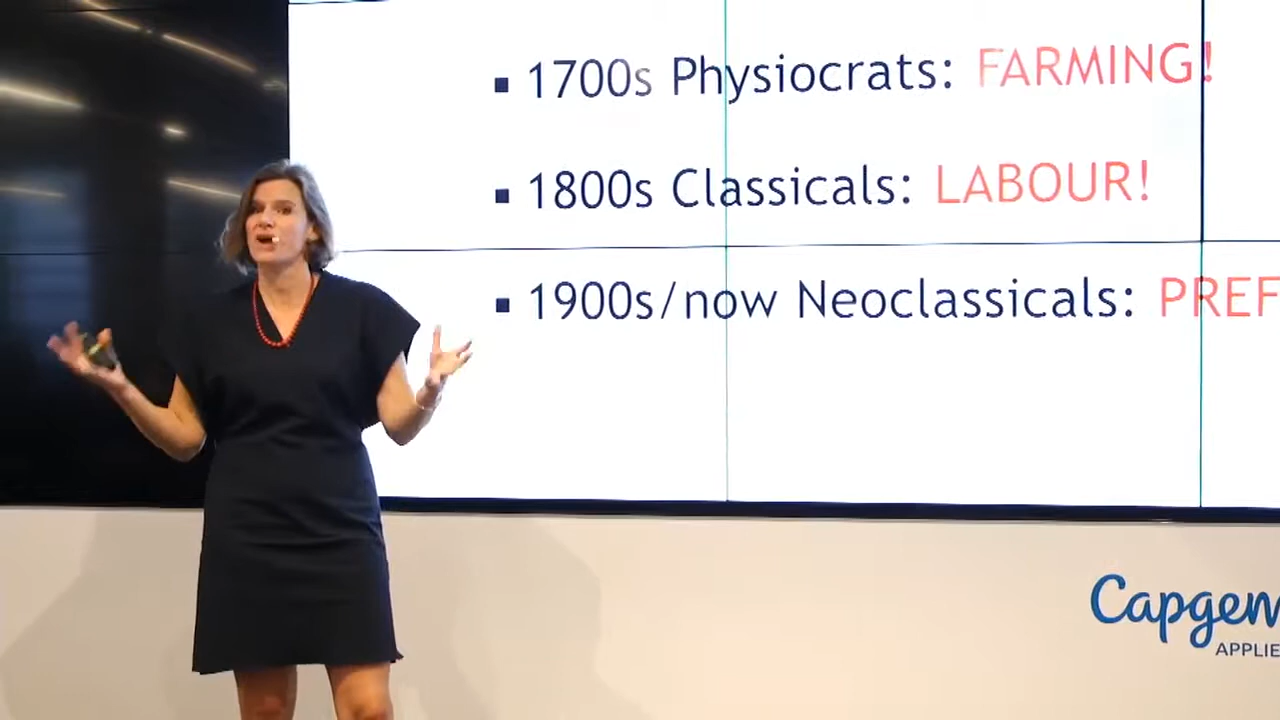 ▪ 1700s Physiocrats: FARMING!
▪ 1800s Classicals: LABOUR!
▪ 1900s/now Neoclassicals: PREF
Capgem
APPLIE